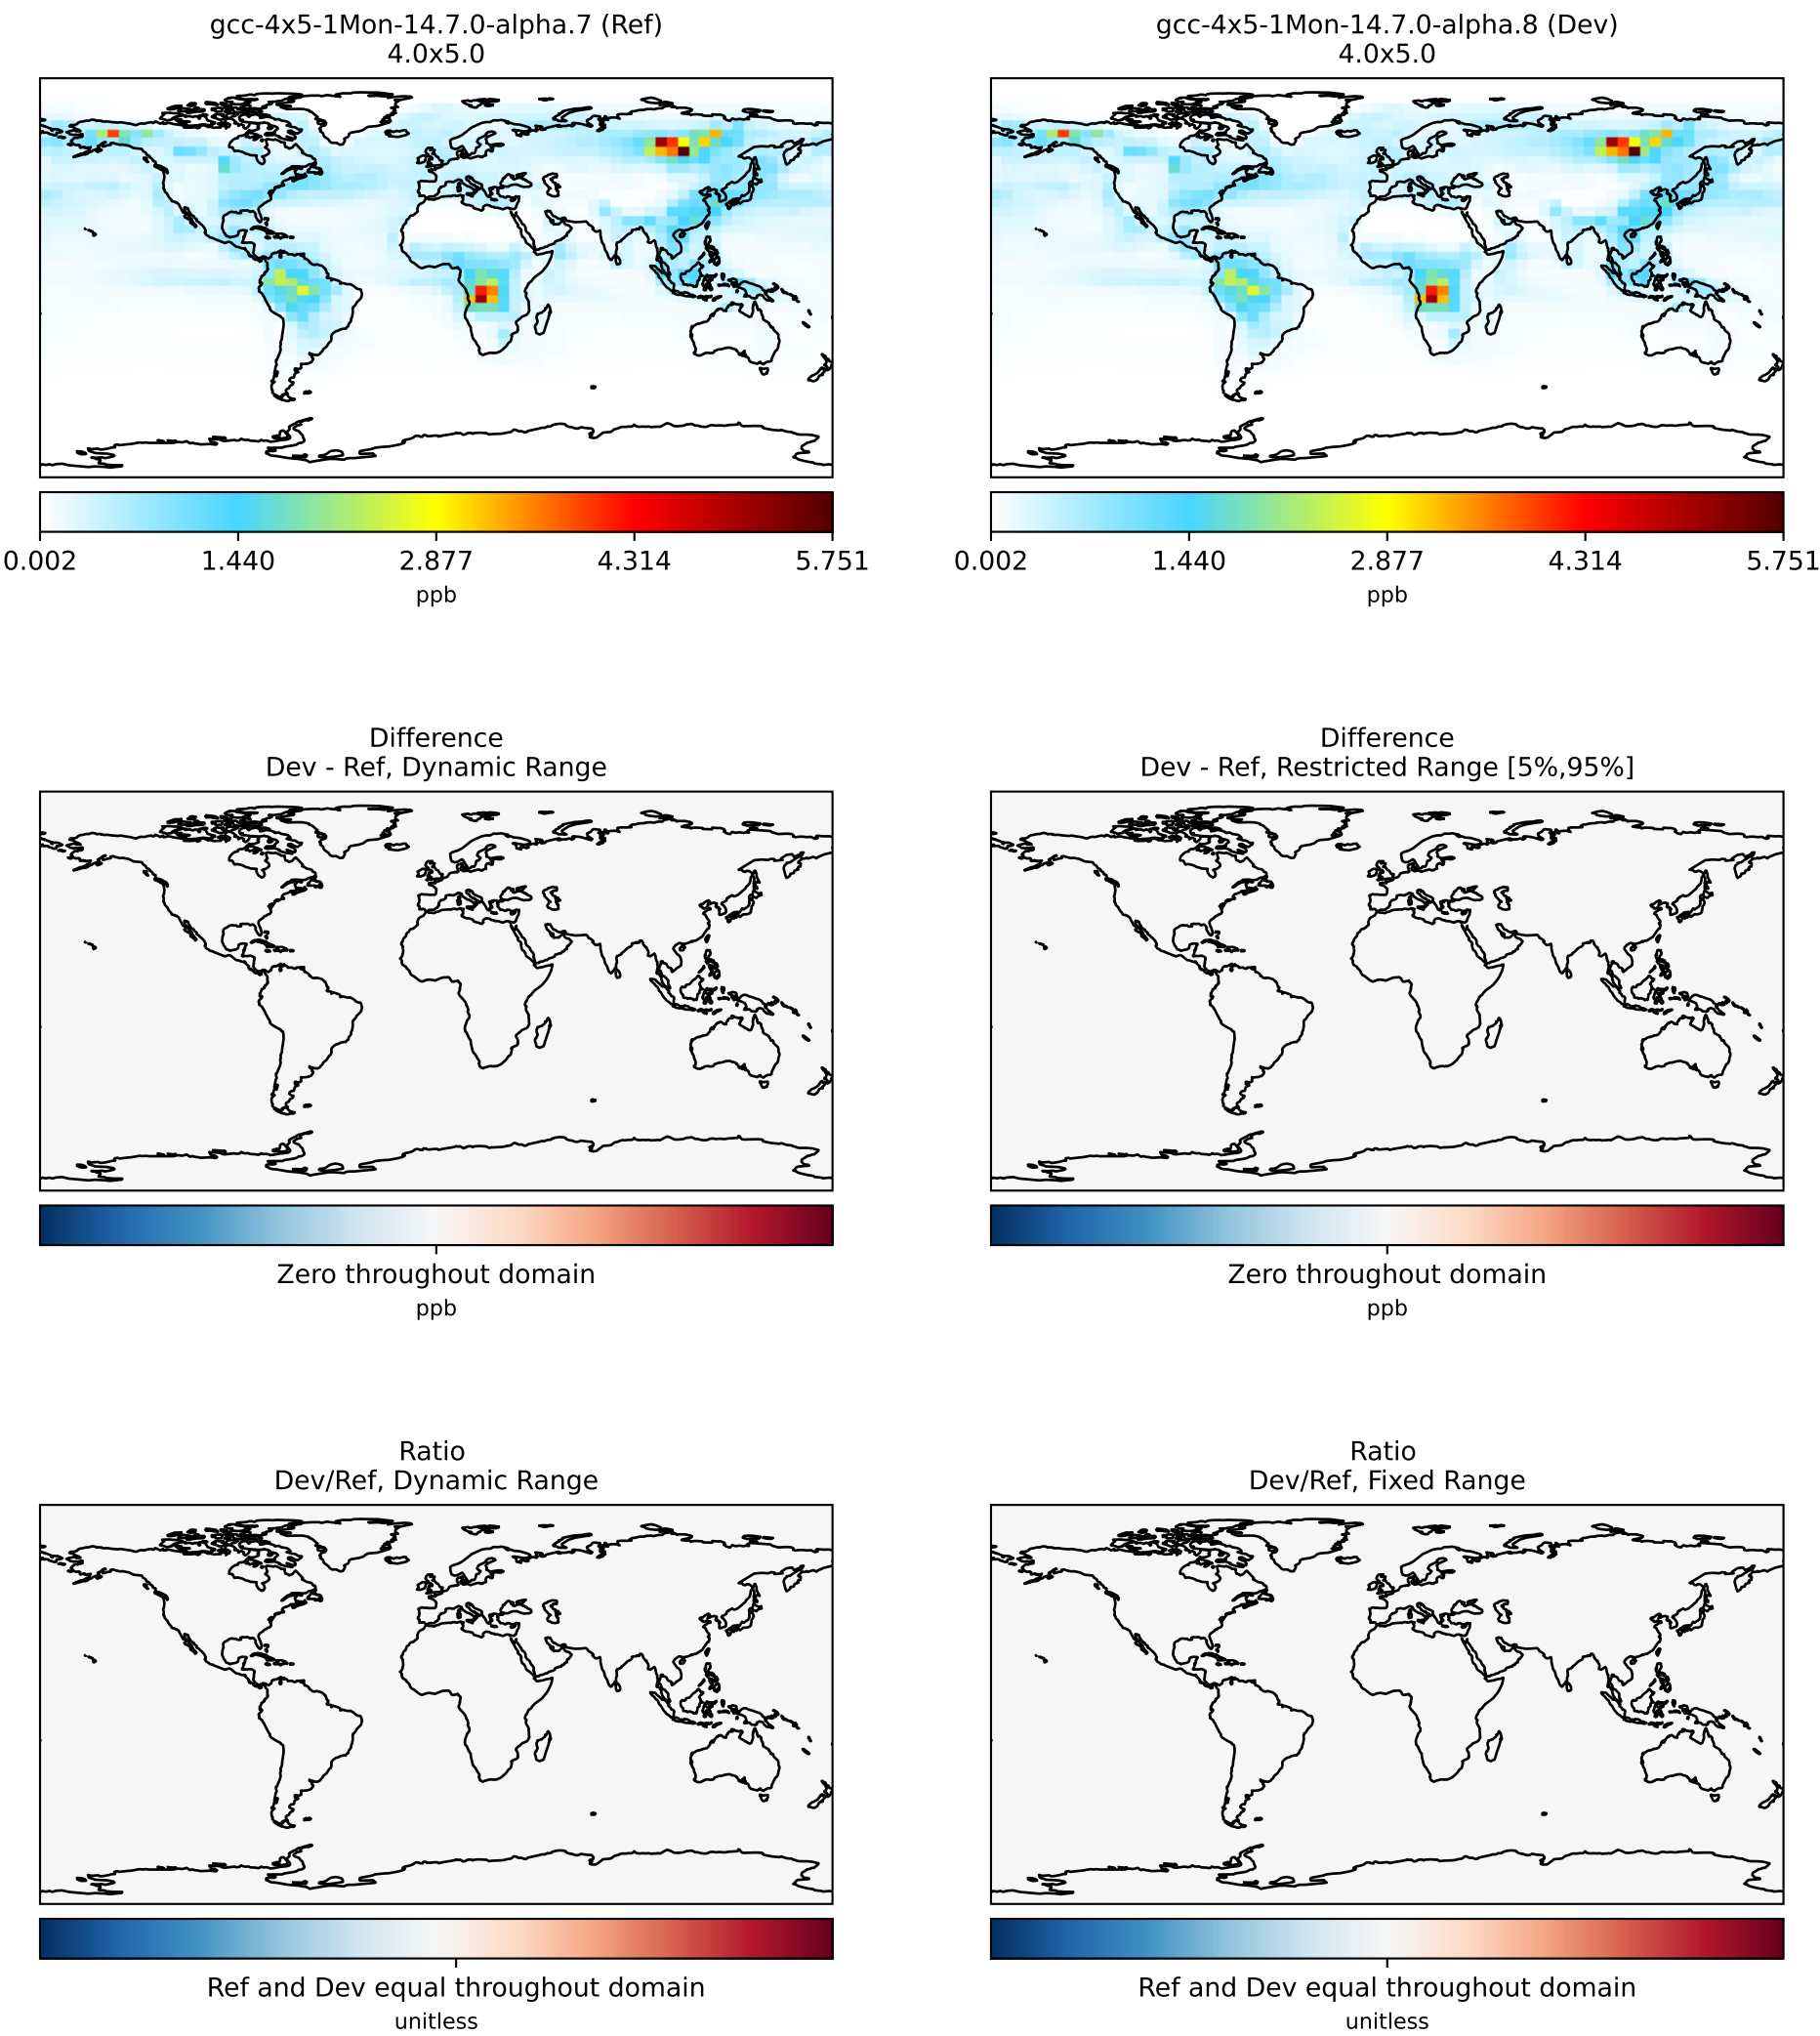 gcc-4x5-1Mon-14.7.0-alpha.7 (Ref)
4.0x5.0
gcc-4x5-1Mon-14.7.0-alpha.8 (Dev)
4.0x5.0
0.002 1.440 2.877 4.314 5.751
ppb
0.002 1.440 2.877 4.314 5.751
ppb
Difference
Dev - Ref, Dynamic Range
Difference
Dev - Ref, Restricted Range [5%,95%]
Zero throughout domain
ppb
Zero throughout domain
ppb
Ratio
Dev/Ref, Dynamic Range
Ratio
Dev/Ref, Fixed Range
Ref and Dev equal throughout domain
unitless
Ref and Dev equal throughout domain
unitless